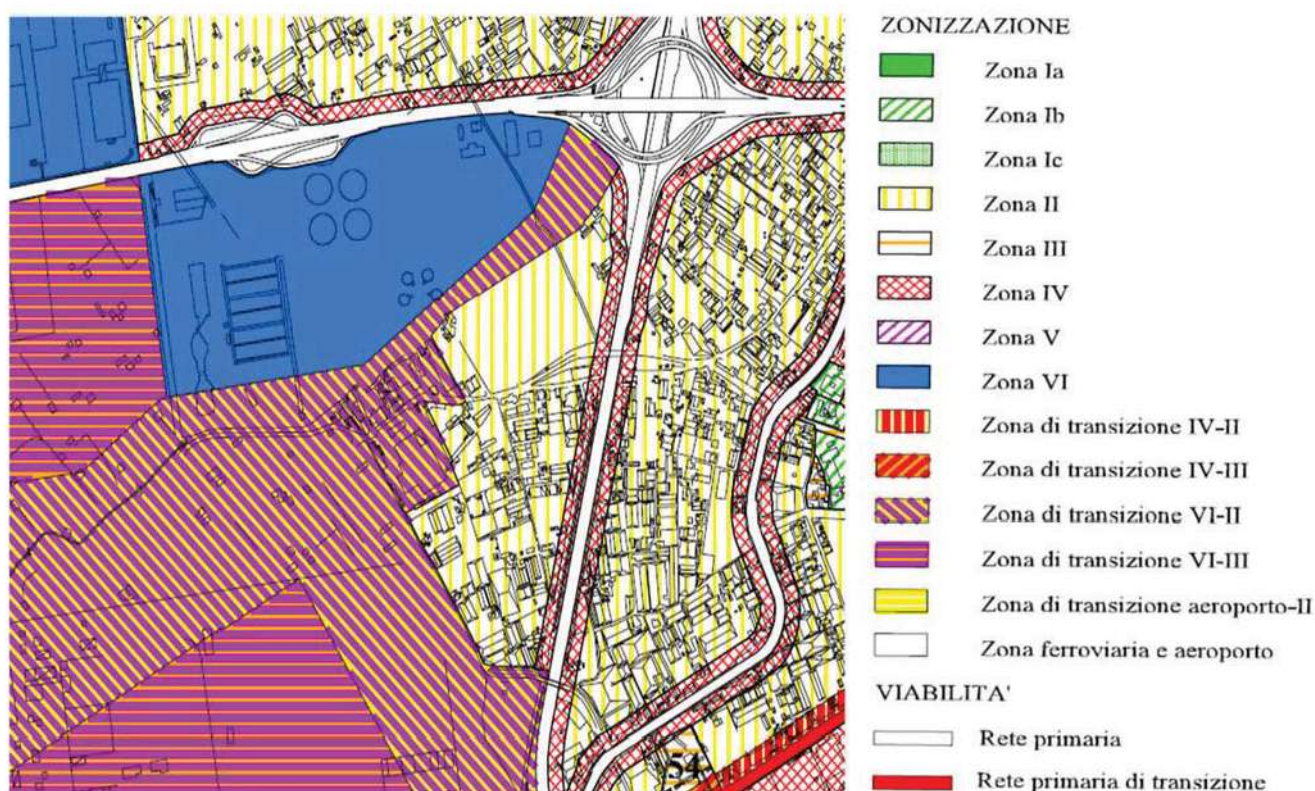 ZONIZZAZIONE
Zona Ia
Zona Ib
Zona Ic
Zona II
Zona III
Zona IV
Zona V
Zona VI
Zona di transizione IV-II
Zona di transizione IV-III
Zona di transizione VI-II
Zona di transizione VI-III
Zona di transizione aeroporto-II
Zona ferroviaria e aeroporto
VIABILITA'
Rete primaria
Rete primaria di transizione
54